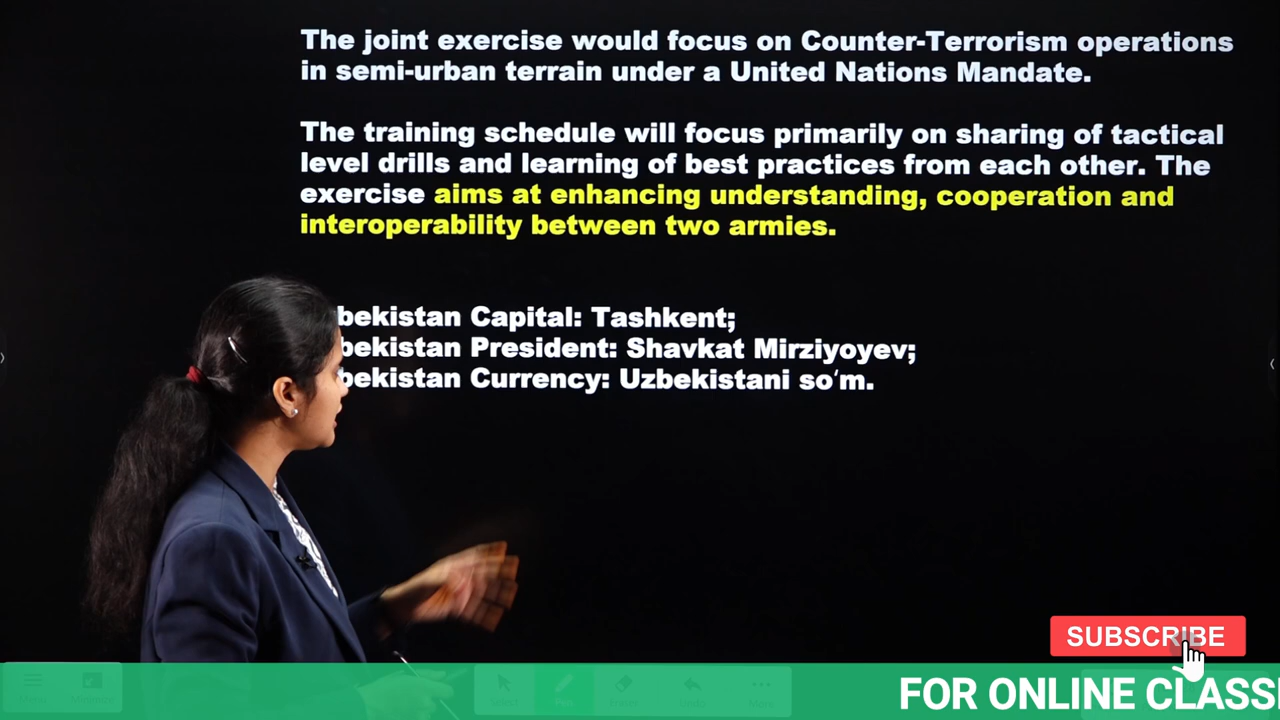 The joint exercise would focus on Counter-Terrorism operations
in semi-urban terrain under a United Nations Mandate.
The training schedule will focus primarily on sharing of tactical
level drills and learning of best practices from each other. The
exercise aims at enhancing understanding, cooperation and
interoperability between two armies.
bekistan Capital: Tashkent;
bekistan President: Shavkat Mirziyoyev;
bekistan Currency: Uzbekistani soʻm.
SUBSCRIBE
FOR ONLINE CLASSE